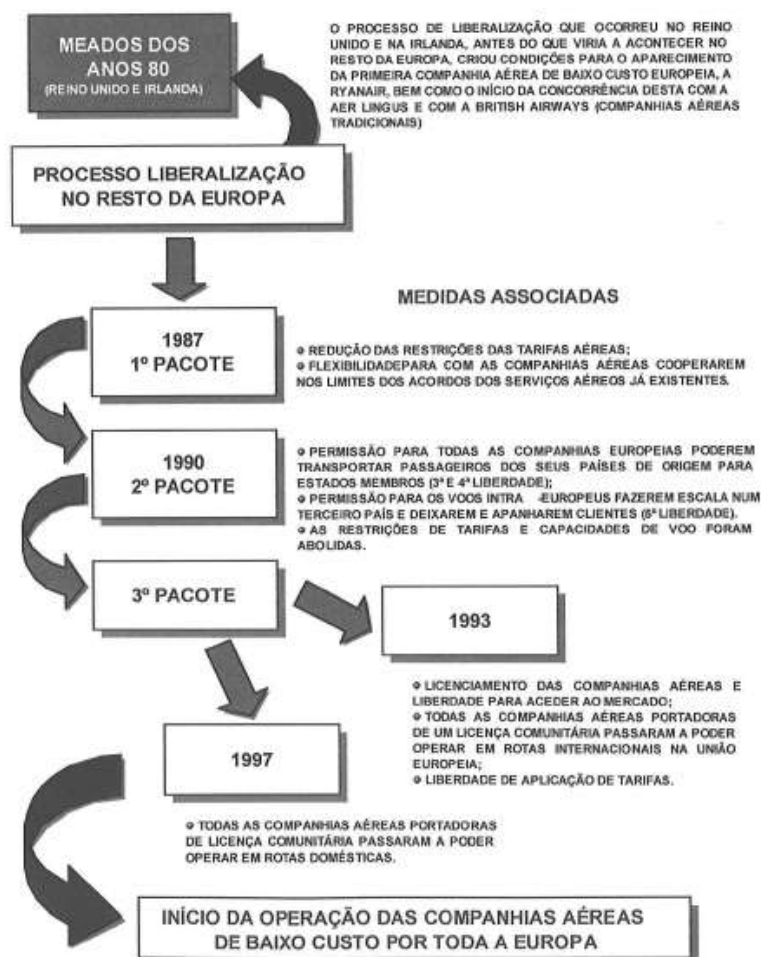 MEADOS DOS
ANOS 80
(REINO UNIDO E IRLANDA)
O PROCESSO DE LIBERALIZAÇÃO QUE OCORREU NO REINO
UNIDO E NA IRLANDA, ANTES DO QUE VIRIA A ACONTECER NO
RESTO DA EUROPA, CRIOU CONDIÇÕES PARA O APARECIMENTO
DA PRIMEIRA COMPANHIA AÉREA DE BAIXO CUSTO EUROPEIA, A
RYANAIR, BEM COMO O INÍCIO DA CONCORRÊNCIA DESTA COM A
AER LINGUS E COM A BRITISH AIRWAYS (COMPANHIAS AÉREAS
TRADICIONAIS)
PROCESSO LIBERALIZAÇÃO
NO RESTO DA EUROPA
MEDIDAS ASSOCIADAS
1987
1º PACOTE
REDUÇÃO DAS RESTRIÇÕES DAS TARIFAS AÉREAS;
FLEXIBILIDADEPARA COM AS COMPANHIAS AÉREAS COOPERAREM
NOS LIMITES DOS ACORDOS DOS SERVIÇOS AÉREOS JÁ EXISTENTES.
1990
2º PACOTE
PERMISSÃO PARA TODAS AS COMPANHIAS EUROPEIAS PODEREM
TRANSPORTAR PASSAGEIROS DOS SEUS PAÍSES DE ORIGEM PARA
ESTADOS MEMBROS (3ª E 4ª LIBERDADE);
PERMISSÃO PARA OS VOOS INTRA -EUROPEUS FAZEREM ESCALA NUM
TERCEIRO PAÍS E DEIXAREM E APANHAREM CLIENTES (5ª LIBERDADE).
AS RESTRIÇÕES DE TARIFAS E CAPACIDADES DE VOO FORAM
ABOLIDAS.
3º PACOTE
1993
LICENCIAMENTO DAS COMPANHIAS AÉREAS E
LIBERDADE PARA ACEDER AO MERCADO;
TODAS AS COMPANHIAS AÉREAS PORTADORAS
DE UM LICENÇA COMUNITÁRIA PASSARAM A PODER
OPERAR EM ROTAS INTERNACIONAIS NA UNIÃO
EUROPEIA;
LIBERDADE DE APLICAÇÃO DE TARIFAS.
1997
TODAS AS COMPANHIAS AÉREAS PORTADORAS
DE LICENÇA COMUNITÁRIA PASSARAM A PODER
OPERAR EM ROTAS DOMÉSTICAS.
INÍCIO DA OPERAÇÃO DAS COMPANHIAS AÉREAS
DE BAIXO CUSTO POR TODA A EUROPA